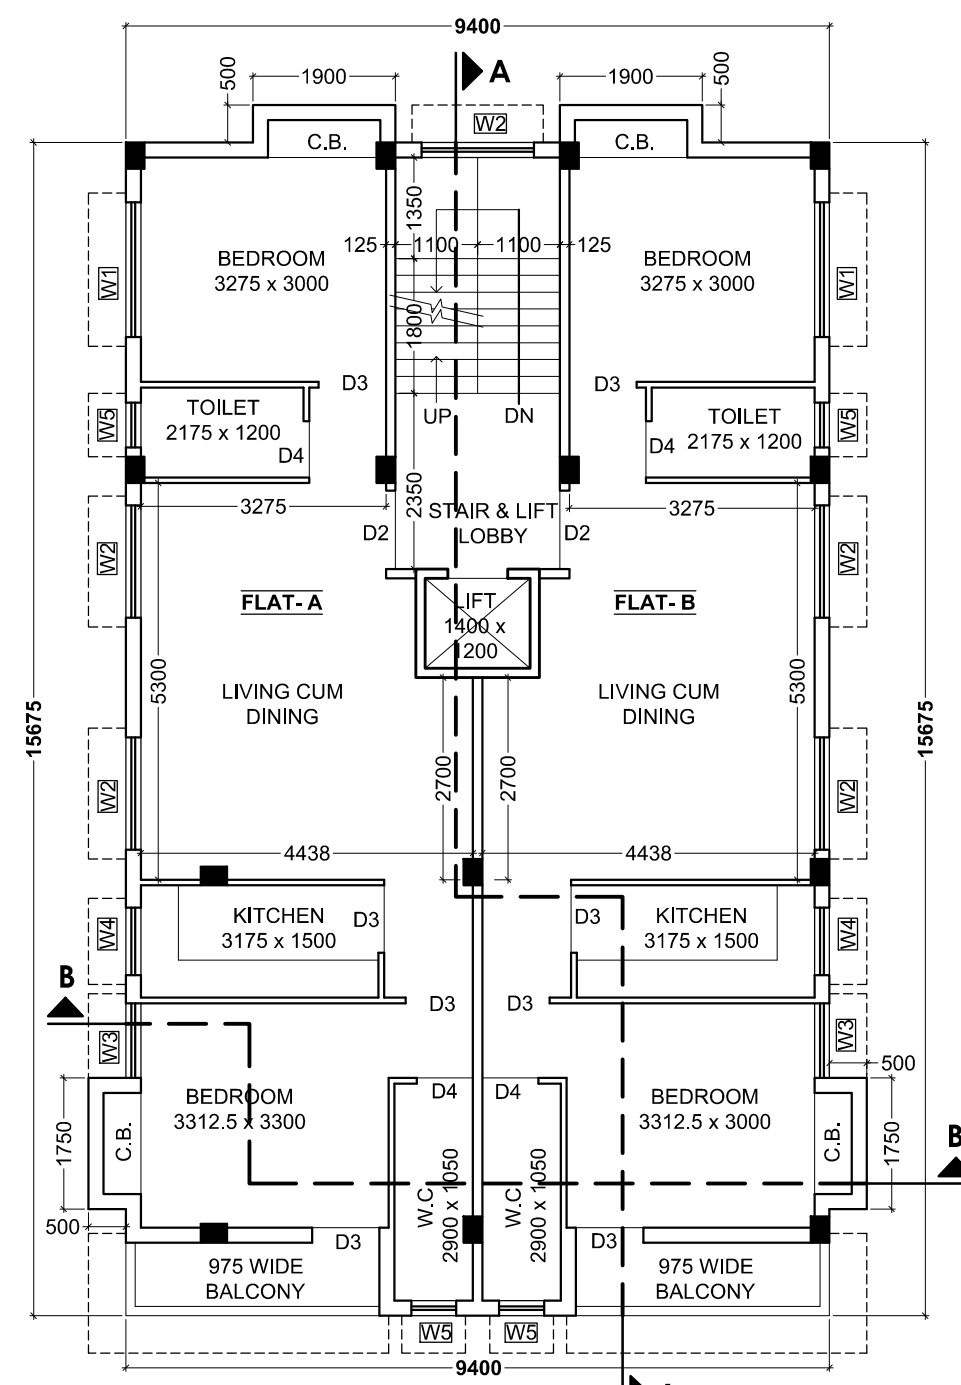 9400
500
1900
A
1900
500
W2
C.B.
C.B.
1350
125
1100
1100
125
BEDROOM
3275 x 3000
BEDROOM
3275 x 3000
W1
W1
1800
D3
D3
TOILET
2175 x 1200
UP
DN
TOILET
2175 x 1200
W5
W5
D4
D4
2350
3275
3275
STAIR & LIFT
LOBBY
D2
D2
W2
W2
FLAT- A
FLAT- B
LIFT
1400 x
1200
15675
5300
5300
15675
LIVING CUM
DINING
LIVING CUM
DINING
W2
2700
2700
W2
4438
4438
KITCHEN
3175 x 1500
D3
D3
KITCHEN
3175 x 1500
W4
W4
B
D3
D3
W3
W3
500
BEDROOM
3312.5 x 3300
D4
D4
BEDROOM
3312.5 x 3000
1750
C.B.
C.B.
1750
B
W.C
2900 x 1050
W.C
2900 x 1050
500
D3
D3
975 WIDE
BALCONY
975 WIDE
BALCONY
W5
W5
9400